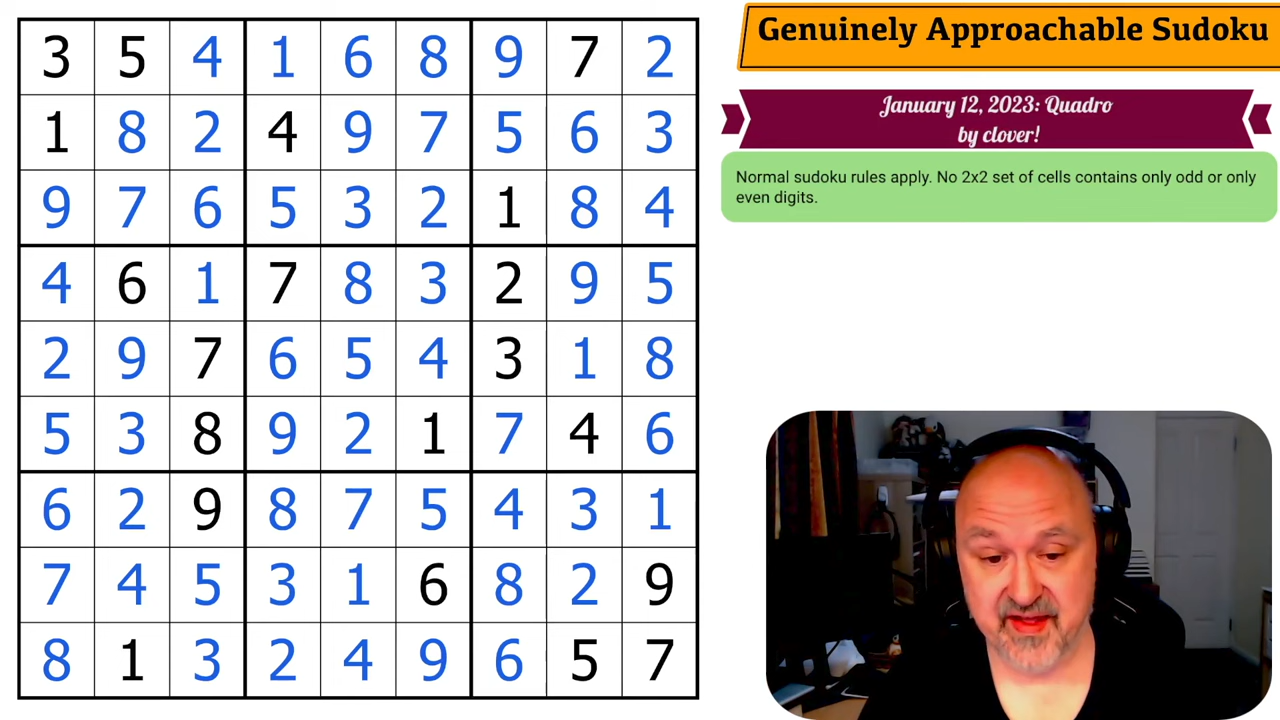 Genuinely Approachable Sudoku
January 12, 2023: Quadro
by clover!
Normal sudoku rules apply. No 2x2 set of cells contains only odd or only
even digits.
3 5 4 1 6 8 9 7 2
1 8 2 4 9 7 5 6 3
9 7 6 5 3 2 1 8 4
4 6 1 7 8 3 2 9 5
2 9 7 6 5 4 3 1 8
5 3 8 9 2 1 7 4 6
6 2 9 8 7 5 4 3 1
7 4 5 3 1 6 8 2 9
8 1 3 2 4 9 6 5 7